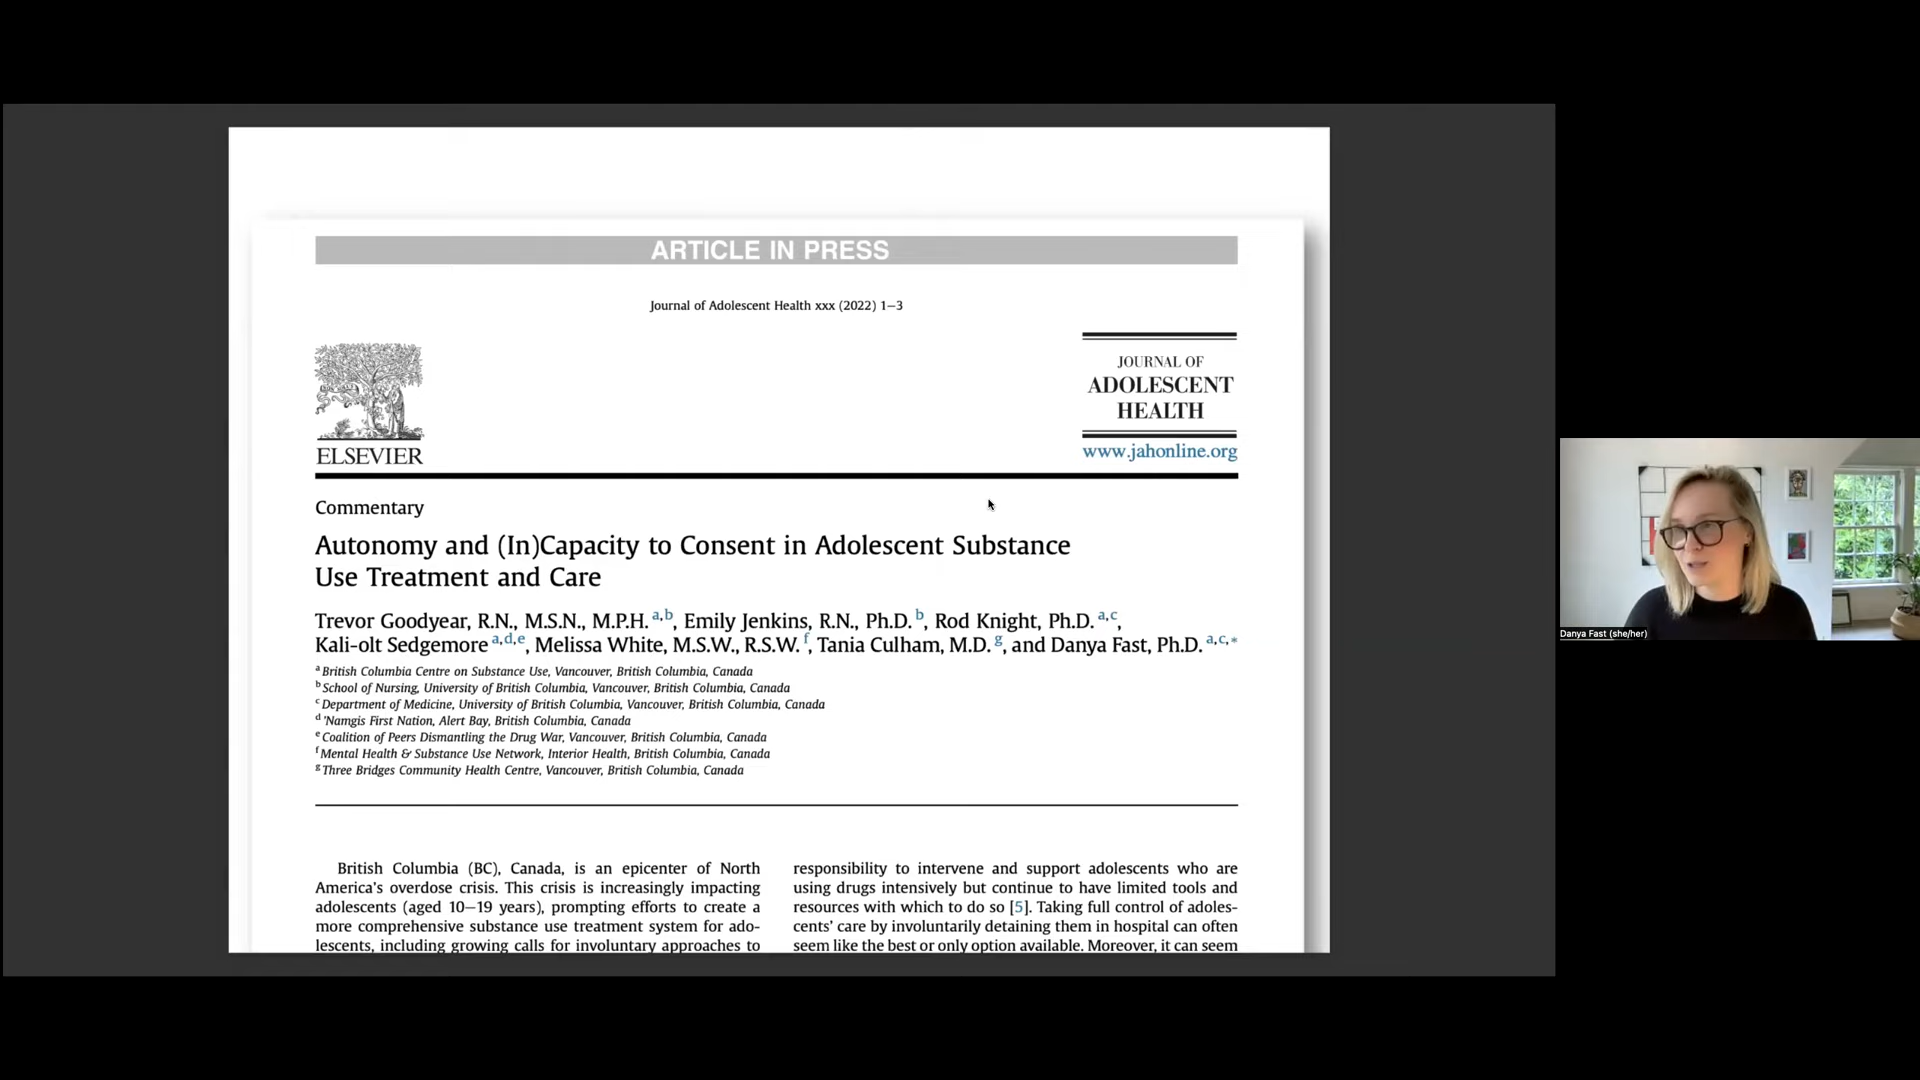 ARTICLE IN PRESS
Journal of Adolescent Health xxx (2022) 1–3
ELSEVIER
JOURNAL OF
ADOLESCENT
HEALTH
www.jahonline.org
Commentary
Autonomy and (In)Capacity to Consent in Adolescent Substance
Use Treatment and Care
Trevor Goodyear, R.N., M.S.N., M.P.H. a,b, Emily Jenkins, R.N., Ph.D. b, Rod Knight, Ph.D. a,c,
Kali-olt Sedgemore a,d,e, Melissa White, M.S.W., R.S.W. f, Tania Culham, M.D. g, and Danya Fast, Ph.D. a,c,*
a British Columbia Centre on Substance Use, Vancouver, British Columbia, Canada
b School of Nursing, University of British Columbia, Vancouver, British Columbia, Canada
c Department of Medicine, University of British Columbia, Vancouver, British Columbia, Canada
d 'Namgis First Nation, Alert Bay, British Columbia, Canada
e Coalition of Peers Dismantling the Drug War, Vancouver, British Columbia, Canada
f Mental Health & Substance Use Network, Interior Health, British Columbia, Canada
g Three Bridges Community Health Centre, Vancouver, British Columbia, Canada
British Columbia (BC), Canada, is an epicenter of North
America's overdose crisis. This crisis is increasingly impacting
adolescents (aged 10–19 years), prompting efforts to create a
more comprehensive substance use treatment system for ado-
lescents, including growing calls for involuntary approaches to
responsibility to intervene and support adolescents who are
using drugs intensively but continue to have limited tools and
resources with which to do so [5]. Taking full control of adoles-
cents' care by involuntarily detaining them in hospital can often
seem like the best or only option available. Moreover, it can seem
Danya Fast (she/her)